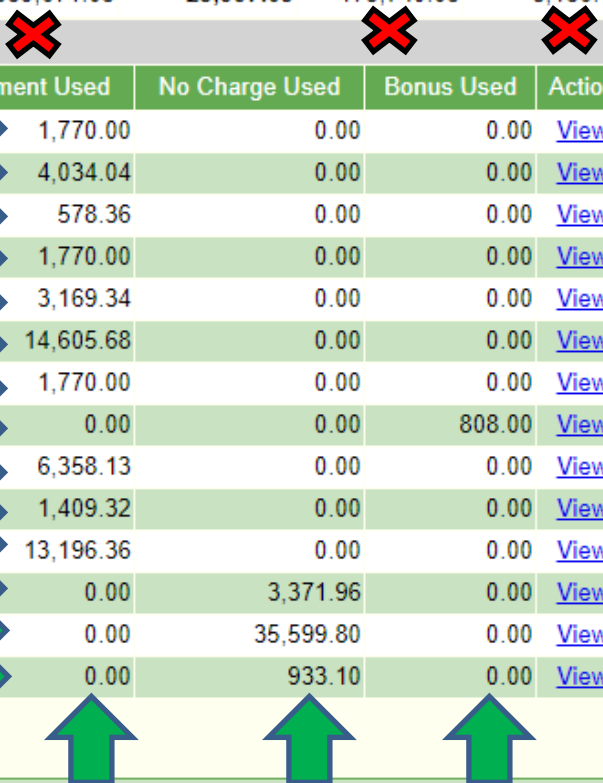 ment Used No Charge Used Bonus Used Actio
1,770.00 0.00 0.00 View
4,034.04 0.00 0.00 View
578.36 0.00 0.00 View
1,770.00 0.00 0.00 View
3,169.34 0.00 0.00 View
14,605.68 0.00 0.00 View
1,770.00 0.00 0.00 View
0.00 0.00 808.00 View
6,358.13 0.00 0.00 View
1,409.32 0.00 0.00 View
13,196.36 0.00 0.00 View
0.00 3,371.96 0.00 View
0.00 35,599.80 0.00 View
0.00 933.10 0.00 View